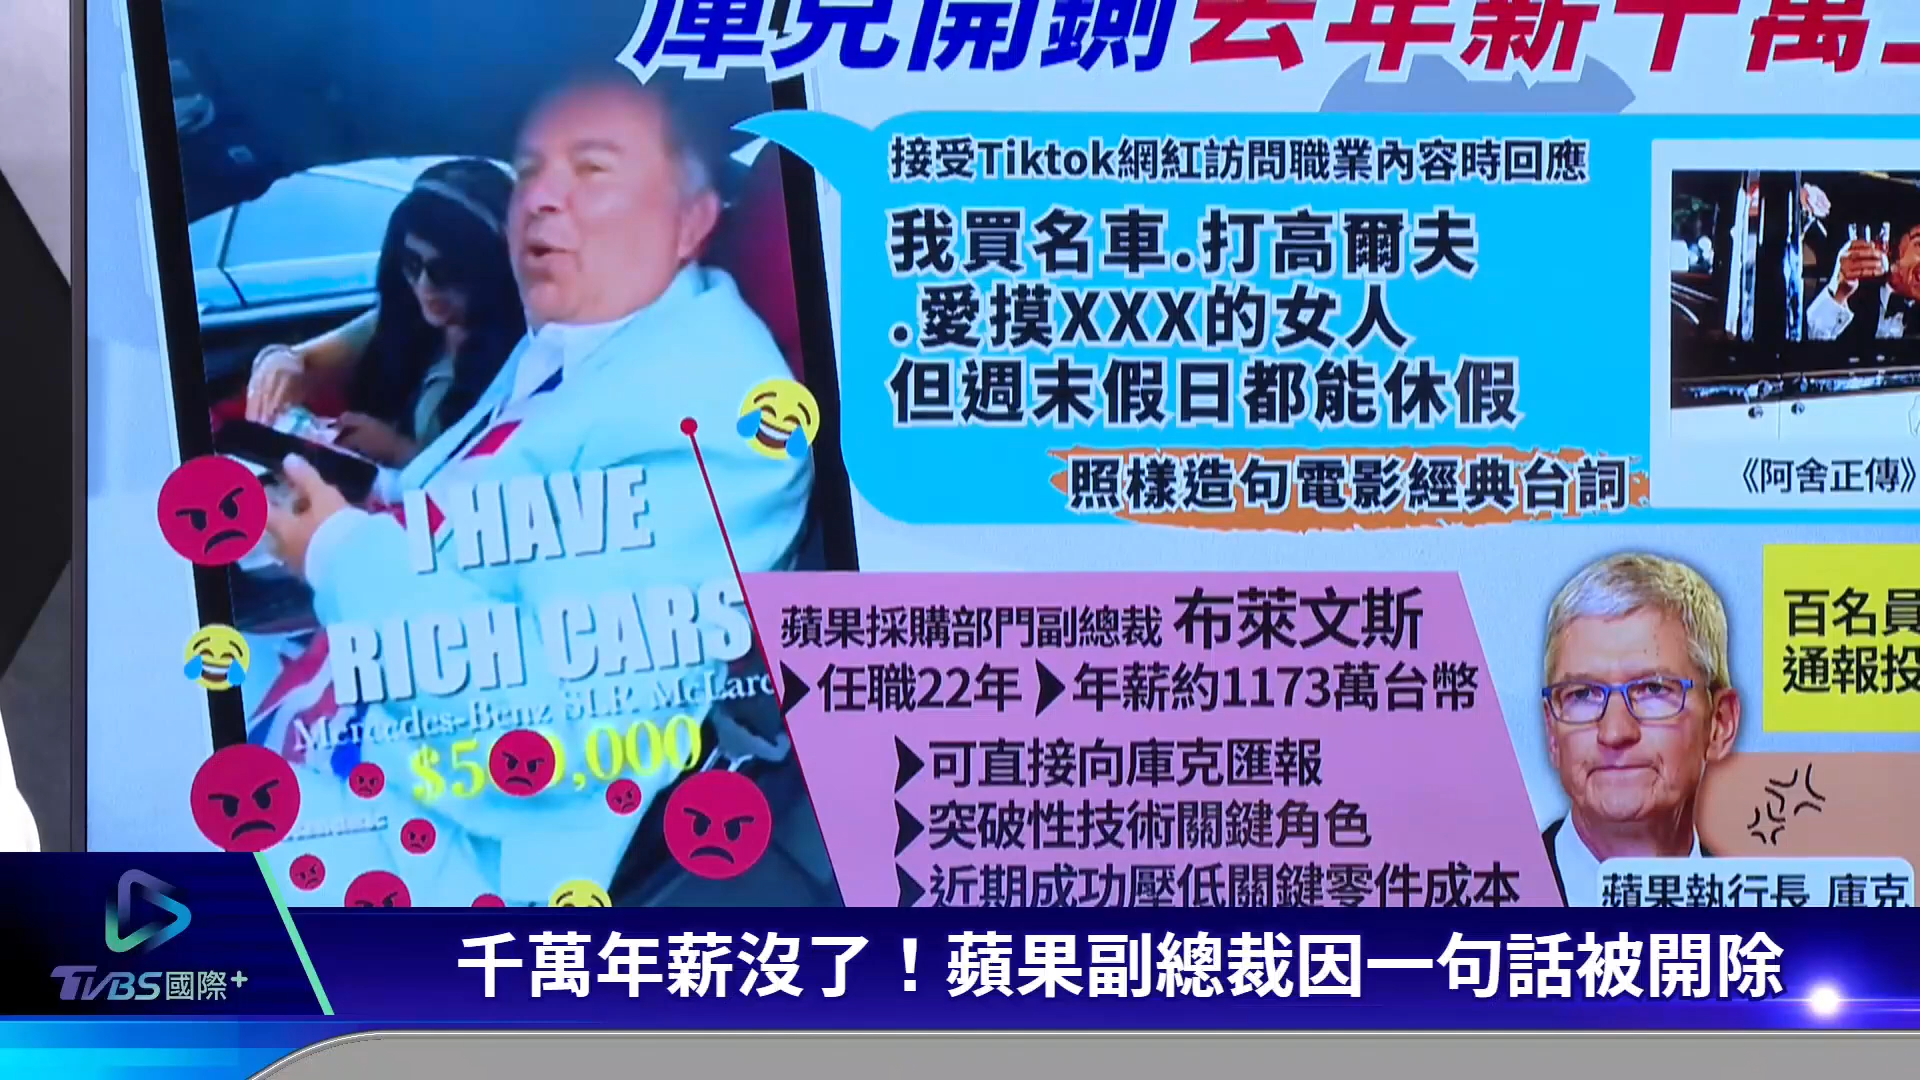 庫克開鍘去年薪千萬
接受Tiktok網紅訪問職業內容時回應
我買名車.打高爾夫
.愛摸XXX的女人
但週末假日都能休假
照樣造句電影經典台詞
《阿舍正傳》
I HAVE
RICH CARS
Mercedes-Benz SLR McLare
,000
蘋果採購部門副總裁 布萊文斯
任職22年 年薪約1173萬台幣
可直接向庫克匯報
突破性技術關鍵角色
近期成功壓低關鍵零件成本
百名員
通報投
蘋果執行長 庫克
千萬年薪沒了！蘋果副總裁因一句話被開除
TVBS國際+